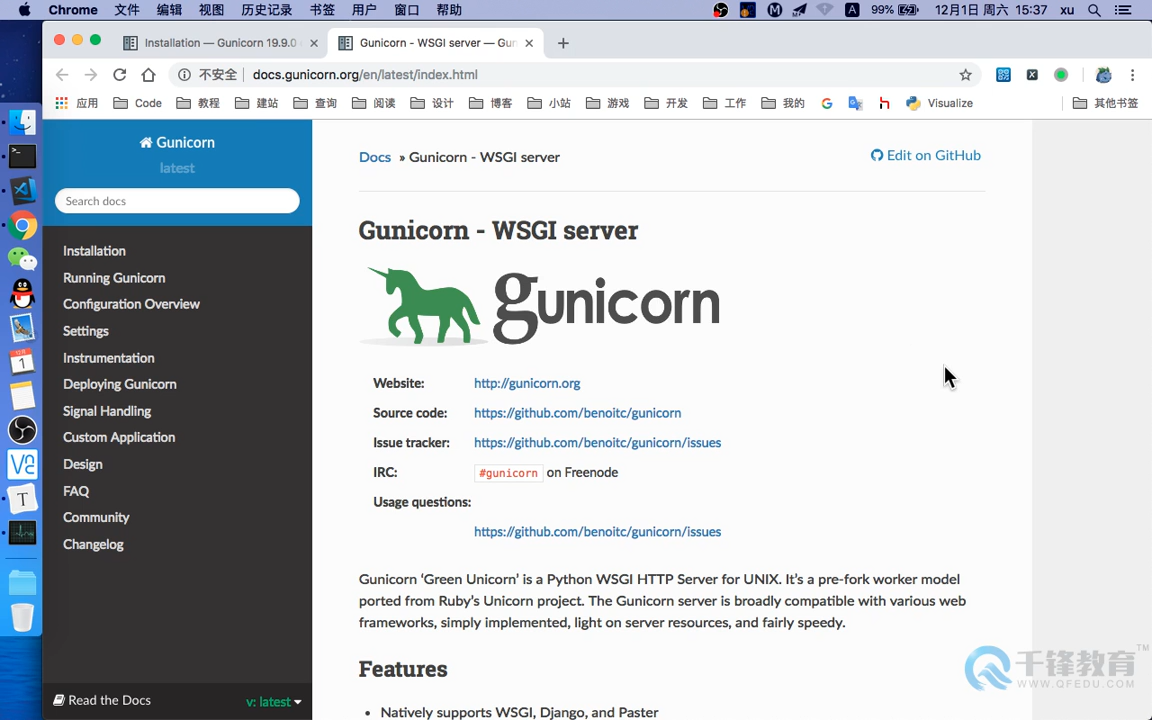 Chrome 文件 编辑 视图 历史记录 书签 用户 窗口 帮助 99% 12月1日 周六 15:37 xu
Installation — Gunicorn 19.9.0
Gunicorn - WSGI server — Gun
不安全 docs.gunicorn.org/en/latest/index.html
应用 Code 教程 建站 查询 阅读 设计 博客 小站 游戏 开发 工作 我的 Visualize 其他书签
Gunicorn
latest
Search docs
Installation
Running Gunicorn
Configuration Overview
Settings
Instrumentation
Deploying Gunicorn
Signal Handling
Custom Application
Design
FAQ
Community
Changelog
Read the Docs v: latest
Docs » Gunicorn - WSGI server
Edit on GitHub
Gunicorn - WSGI server
gunicorn
Website: http://gunicorn.org
Source code: https://github.com/benoitc/gunicorn
Issue tracker: https://github.com/benoitc/gunicorn/issues
IRC: #gunicorn on Freenode
Usage questions:
https://github.com/benoitc/gunicorn/issues
Gunicorn ‘Green Unicorn’ is a Python WSGI HTTP Server for UNIX. It’s a pre-fork worker model
ported from Ruby’s Unicorn project. The Gunicorn server is broadly compatible with various web
frameworks, simply implemented, light on server resources, and fairly speedy.
Features
• Natively supports WSGI, Django, and Paster
千锋教育™
WWW.QFEDU.COM